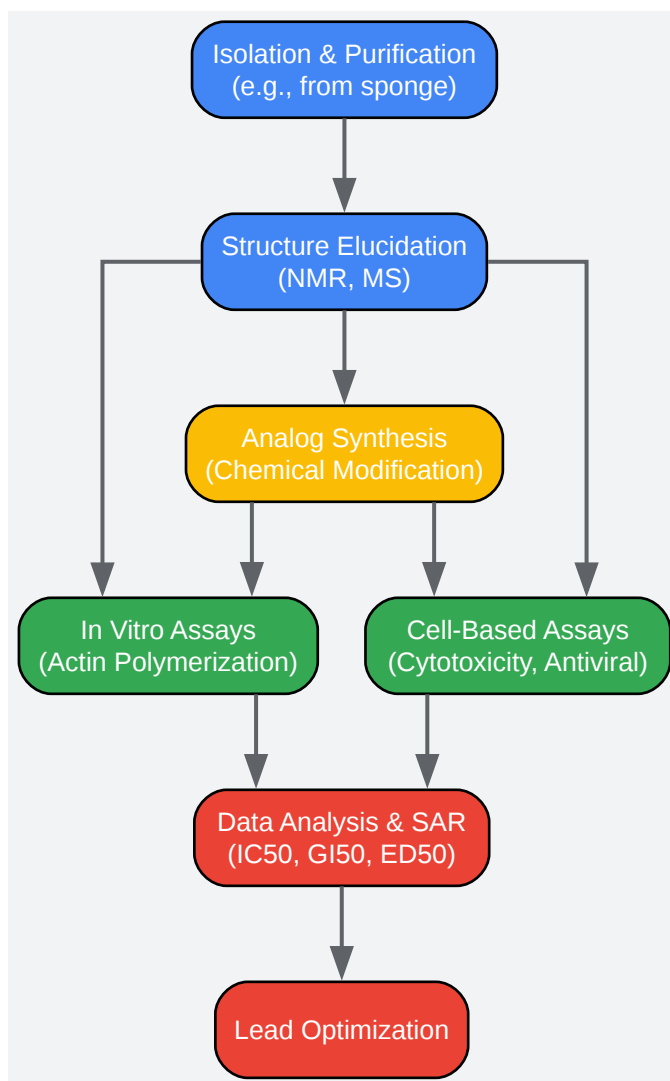 Isolation & Purification
(e.g., from sponge)
Structure Elucidation
(NMR, MS)
Analog Synthesis
(Chemical Modification)
In Vitro Assays
(Actin Polymerization)
Cell-Based Assays
(Cytotoxicity, Antiviral)
Data Analysis & SAR
(IC50, GI50, ED50)
Lead Optimization